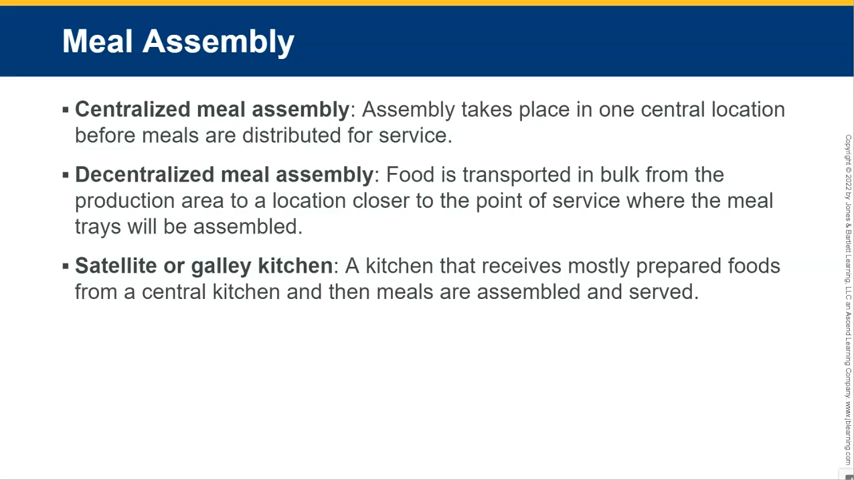 Meal Assembly
▪ Centralized meal assembly: Assembly takes place in one central location
before meals are distributed for service.
▪ Decentralized meal assembly: Food is transported in bulk from the
production area to a location closer to the point of service where the meal
trays will be assembled.
▪ Satellite or galley kitchen: A kitchen that receives mostly prepared foods
from a central kitchen and then meals are assembled and served.
Copyright © 2022 by Jones & Bartlett Learning, LLC an Ascend Learning Company. www.jblearning.com